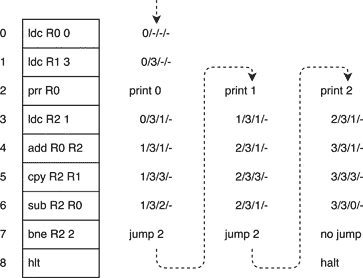 0 ldc R0 0 0/-/-/-
1 ldc R1 3 0/3/-/-
2 prr R0 print 0 print 1 print 2
3 ldc R2 1 0/3/1/- 1/3/1/- 2/3/1/-
4 add R0 R2 1/3/1/- 2/3/1/- 3/3/1/-
5 cpy R2 R1 1/3/3/- 2/3/3/- 3/3/3/-
6 sub R2 R0 1/3/2/- 2/3/1/- 3/3/0/-
7 bne R2 2 jump 2 jump 2 no jump
8 hlt halt